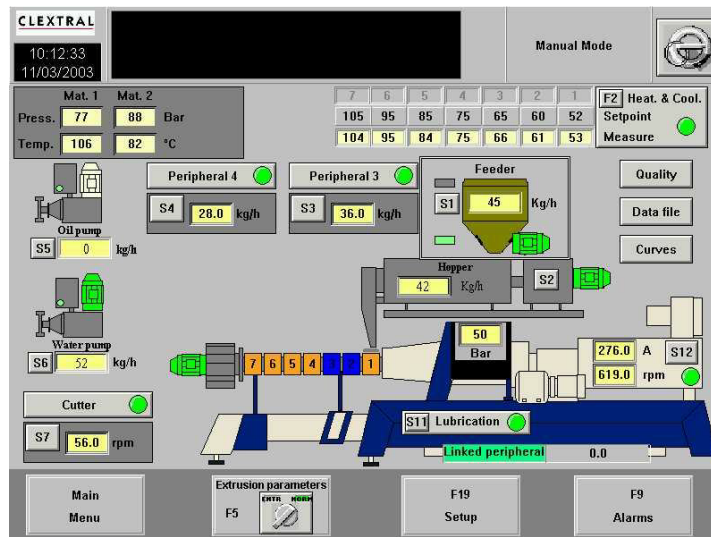 CLEXTRAL
10:12:33
11/03/2003
Manual Mode
Mat. 1 Mat. 2
Press. 77 88 Bar
Temp. 106 82 °C
7 6 5 4 3 2 1
105 95 85 75 65 60 52
104 95 84 75 66 61 53
F2 Heat. & Cool.
Setpoint
Measure
Peripheral 4
S4 28.0 kg/h
Peripheral 3
S3 36.0 kg/h
Feeder
S1 45 Kg/h
Quality
Data file
Curves
Oil pump
S5 0 kg/h
Hopper
42 Kg/h
S2
Water pump
S6 52 kg/h
50
Bar
276.0 A S12
619.0 rpm
7 6 5 4 3 2 1
Cutter
S7 56.0 rpm
S11 Lubrication
Linked peripheral 0.0
Main
Menu
Extrusion parameters
F5
ENTR NORM
F19
Setup
F9
Alarms